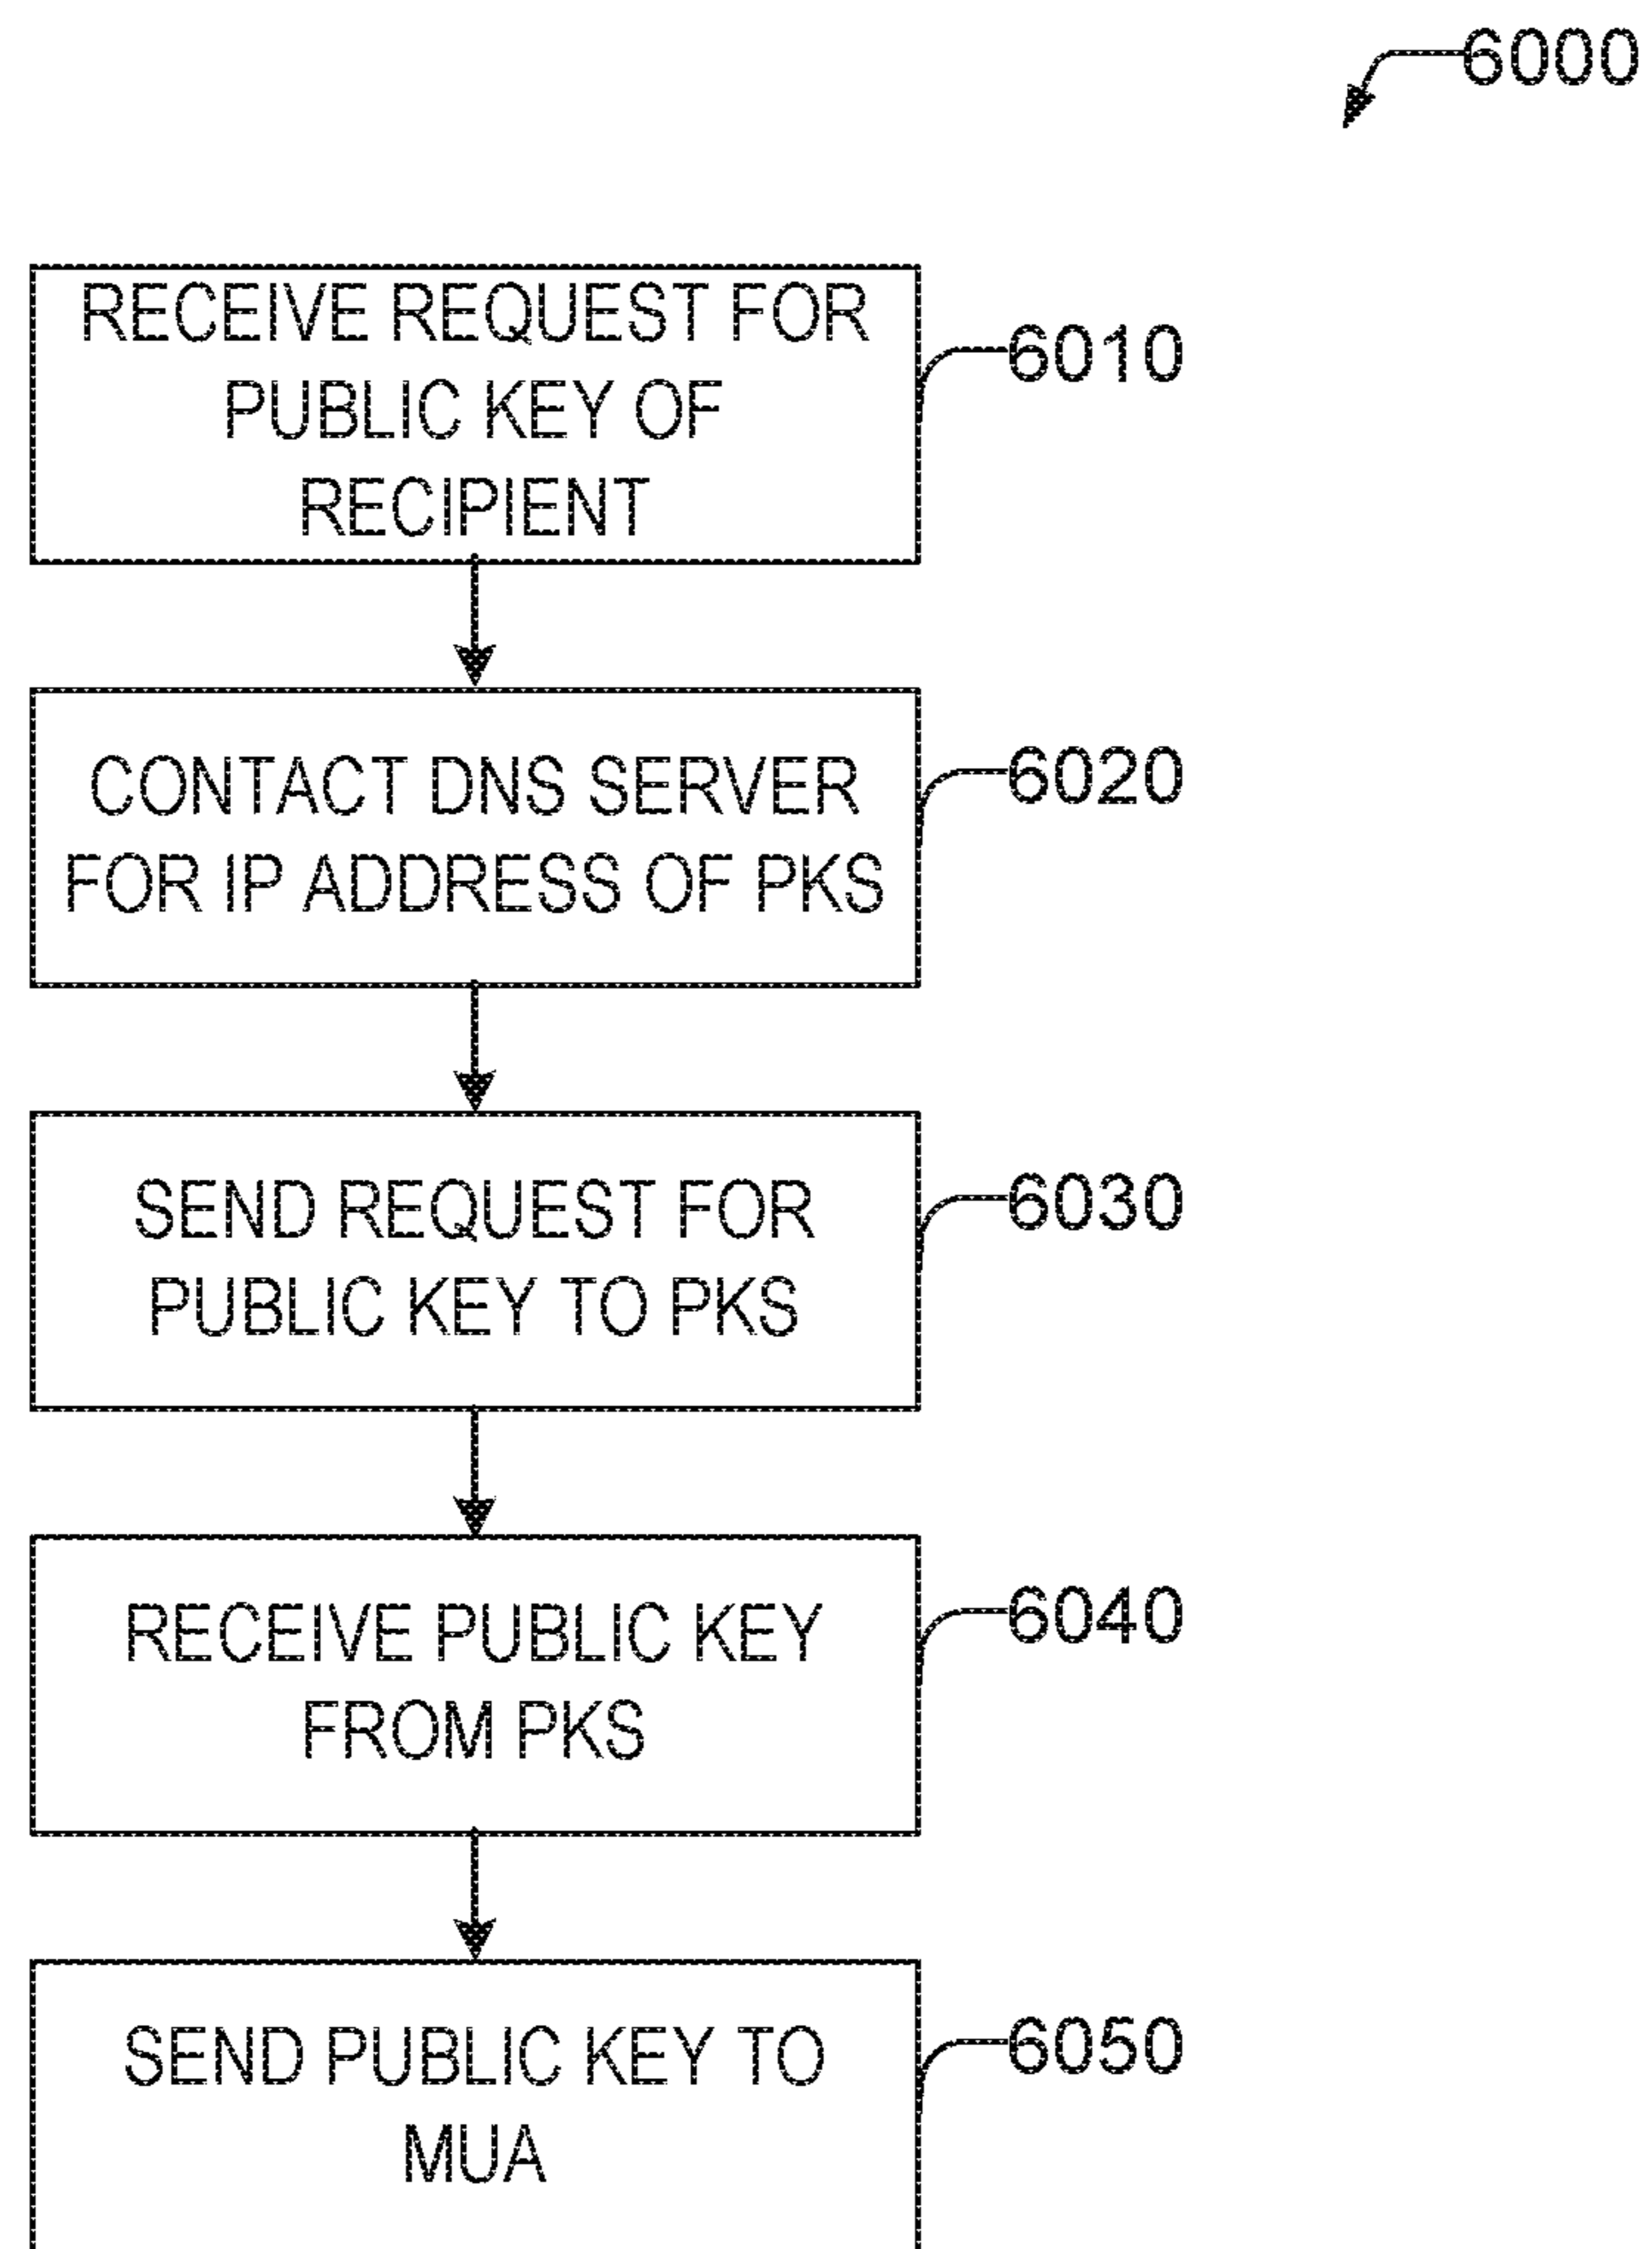 6000
RECEIVE REQUEST FOR
PUBLIC KEY OF
RECIPIENT
6010
CONTACT DNS SERVER
FOR IP ADDRESS OF PKS
6020
SEND REQUEST FOR
PUBLIC KEY TO PKS
6030
RECEIVE PUBLIC KEY
FROM PKS
6040
SEND PUBLIC KEY TO
MUA
6050